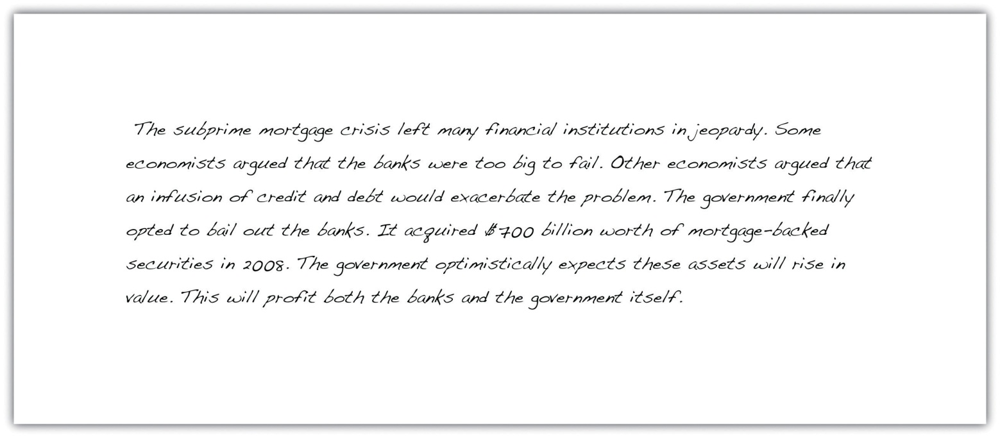 The subprime mortgage crisis left many financial institutions in jeopardy. Some
economists argued that the banks were too big to fail. Other economists argued that
an infusion of credit and debt would exacerbate the problem. The government finally
opted to bail out the banks. It acquired $700 billion worth of mortgage-backed
securities in 2008. The government optimistically expects these assets will rise in
value. This will profit both the banks and the government itself.